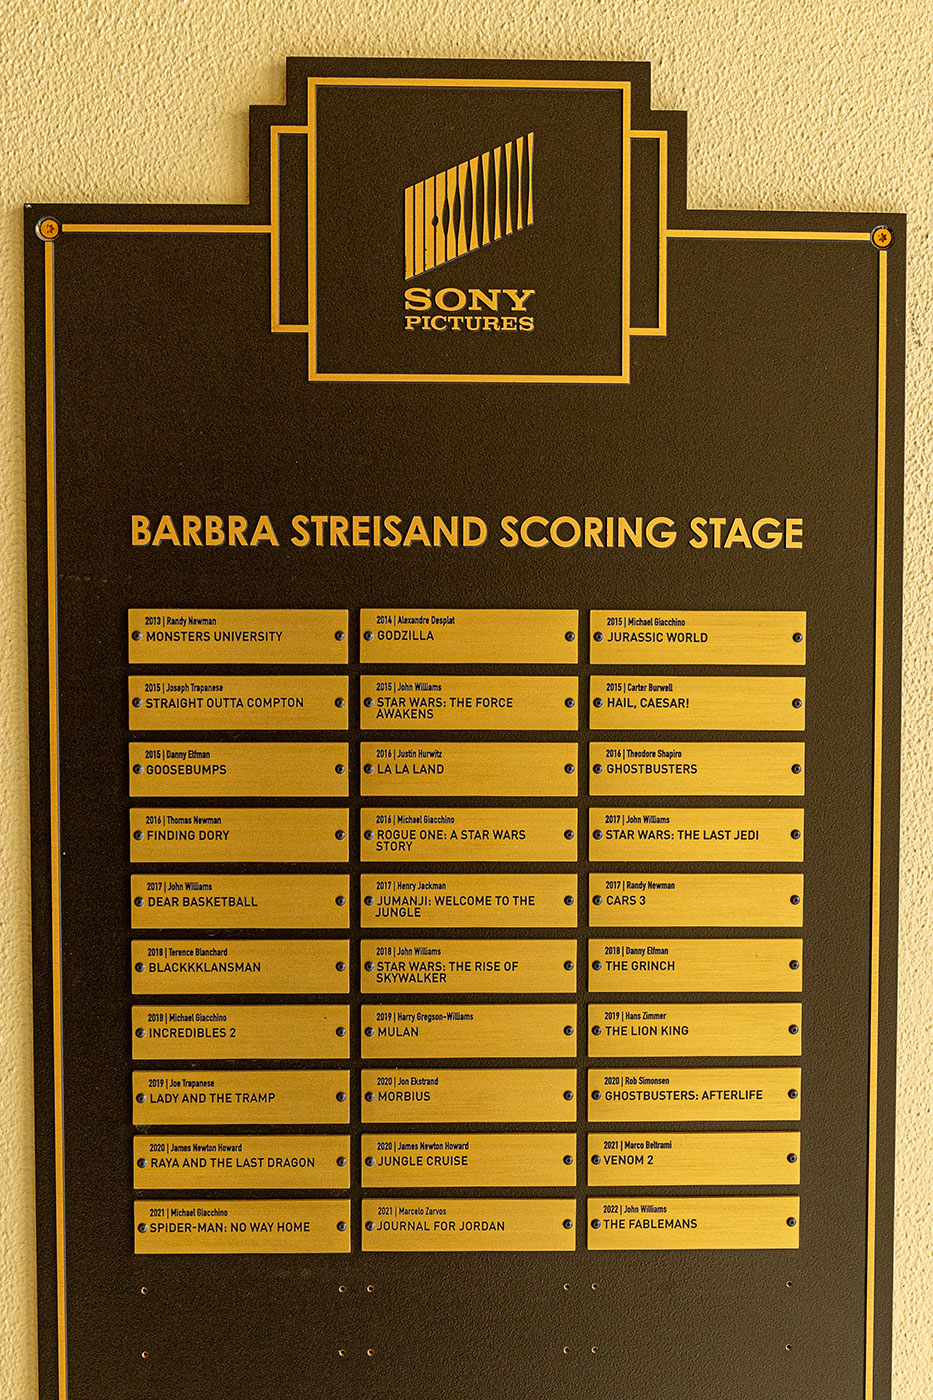 SONY
PICTURES
BARBRA STREISAND SCORING STAGE
2013 | Randy Newman
MONSTERS UNIVERSITY
2014 | Alexandre Desplat
GODZILLA
2015 | Michael Giacchino
JURASSIC WORLD
2015 | Joseph Trapanese
STRAIGHT OUTTA COMPTON
2015 | John Williams
STAR WARS: THE FORCE
AWAKENS
2015 | Carter Burwell
HAIL, CAESAR!
2015 | Danny Elfman
GOOSEBUMPS
2016 | Justin Hurwitz
LA LA LAND
2016 | Theodore Shapiro
GHOSTBUSTERS
2016 | Thomas Newman
FINDING DORY
2016 | Michael Giacchino
ROGUE ONE: A STAR WARS
STORY
2017 | John Williams
STAR WARS: THE LAST JEDI
2017 | John Williams
DEAR BASKETBALL
2017 | Henry Jackman
JUMANJI: WELCOME TO THE
JUNGLE
2017 | Randy Newman
CARS 3
2018 | Terence Blanchard
BLACKKKLANSMAN
2018 | John Williams
STAR WARS: THE RISE OF
SKYWALKER
2018 | Danny Elfman
THE GRINCH
2018 | Michael Giacchino
INCREDIBLES 2
2019 | Harry Gregson-Williams
MULAN
2019 | Hans Zimmer
THE LION KING
2019 | Joe Trapanese
LADY AND THE TRAMP
2020 | Jon Ekstrand
MORBIUS
2020 | Rob Simonsen
GHOSTBUSTERS: AFTERLIFE
2020 | James Newton Howard
RAYA AND THE LAST DRAGON
2020 | James Newton Howard
JUNGLE CRUISE
2021 | Marco Beltrami
VENOM 2
2021 | Michael Giacchino
SPIDER-MAN: NO WAY HOME
2021 | Marcelo Zarvos
JOURNAL FOR JORDAN
2022 | John Williams
THE FABLEMANS